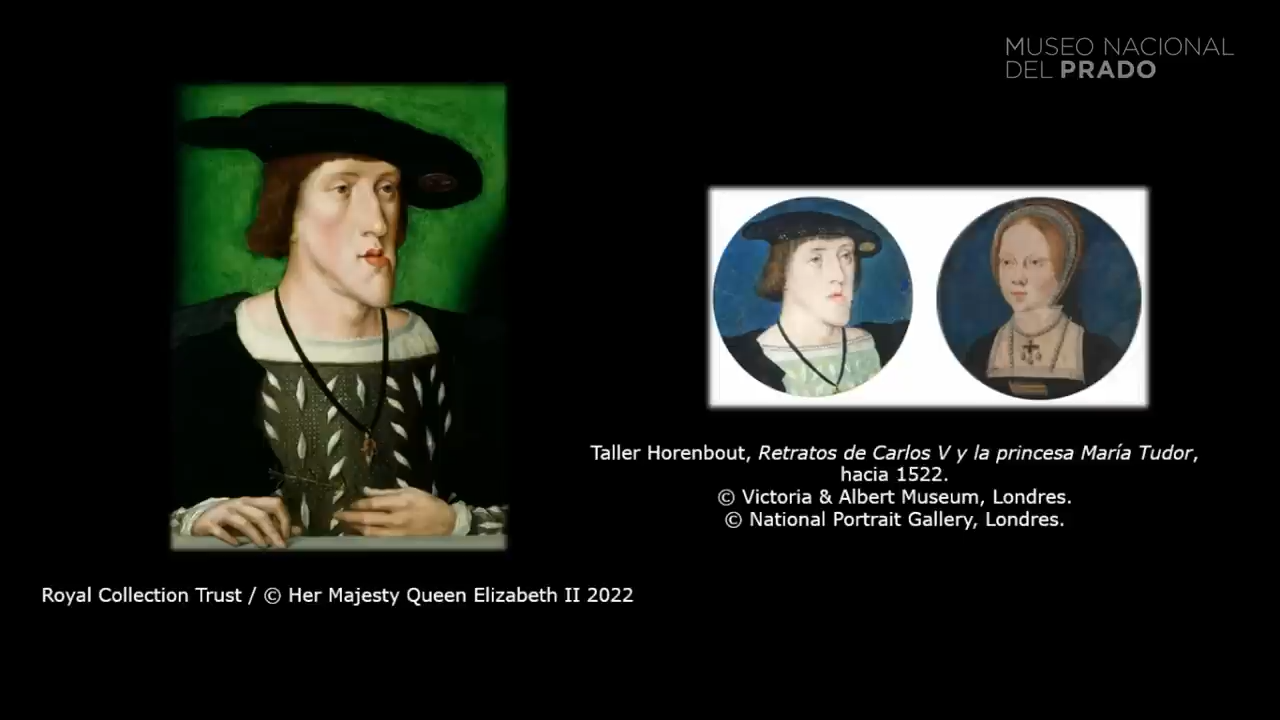 MUSEO NACIONAL
DEL PRADO
Taller Horenbout, Retratos de Carlos V y la princesa María Tudor,
hacia 1522.
© Victoria & Albert Museum, Londres.
© National Portrait Gallery, Londres.
Royal Collection Trust / © Her Majesty Queen Elizabeth II 2022